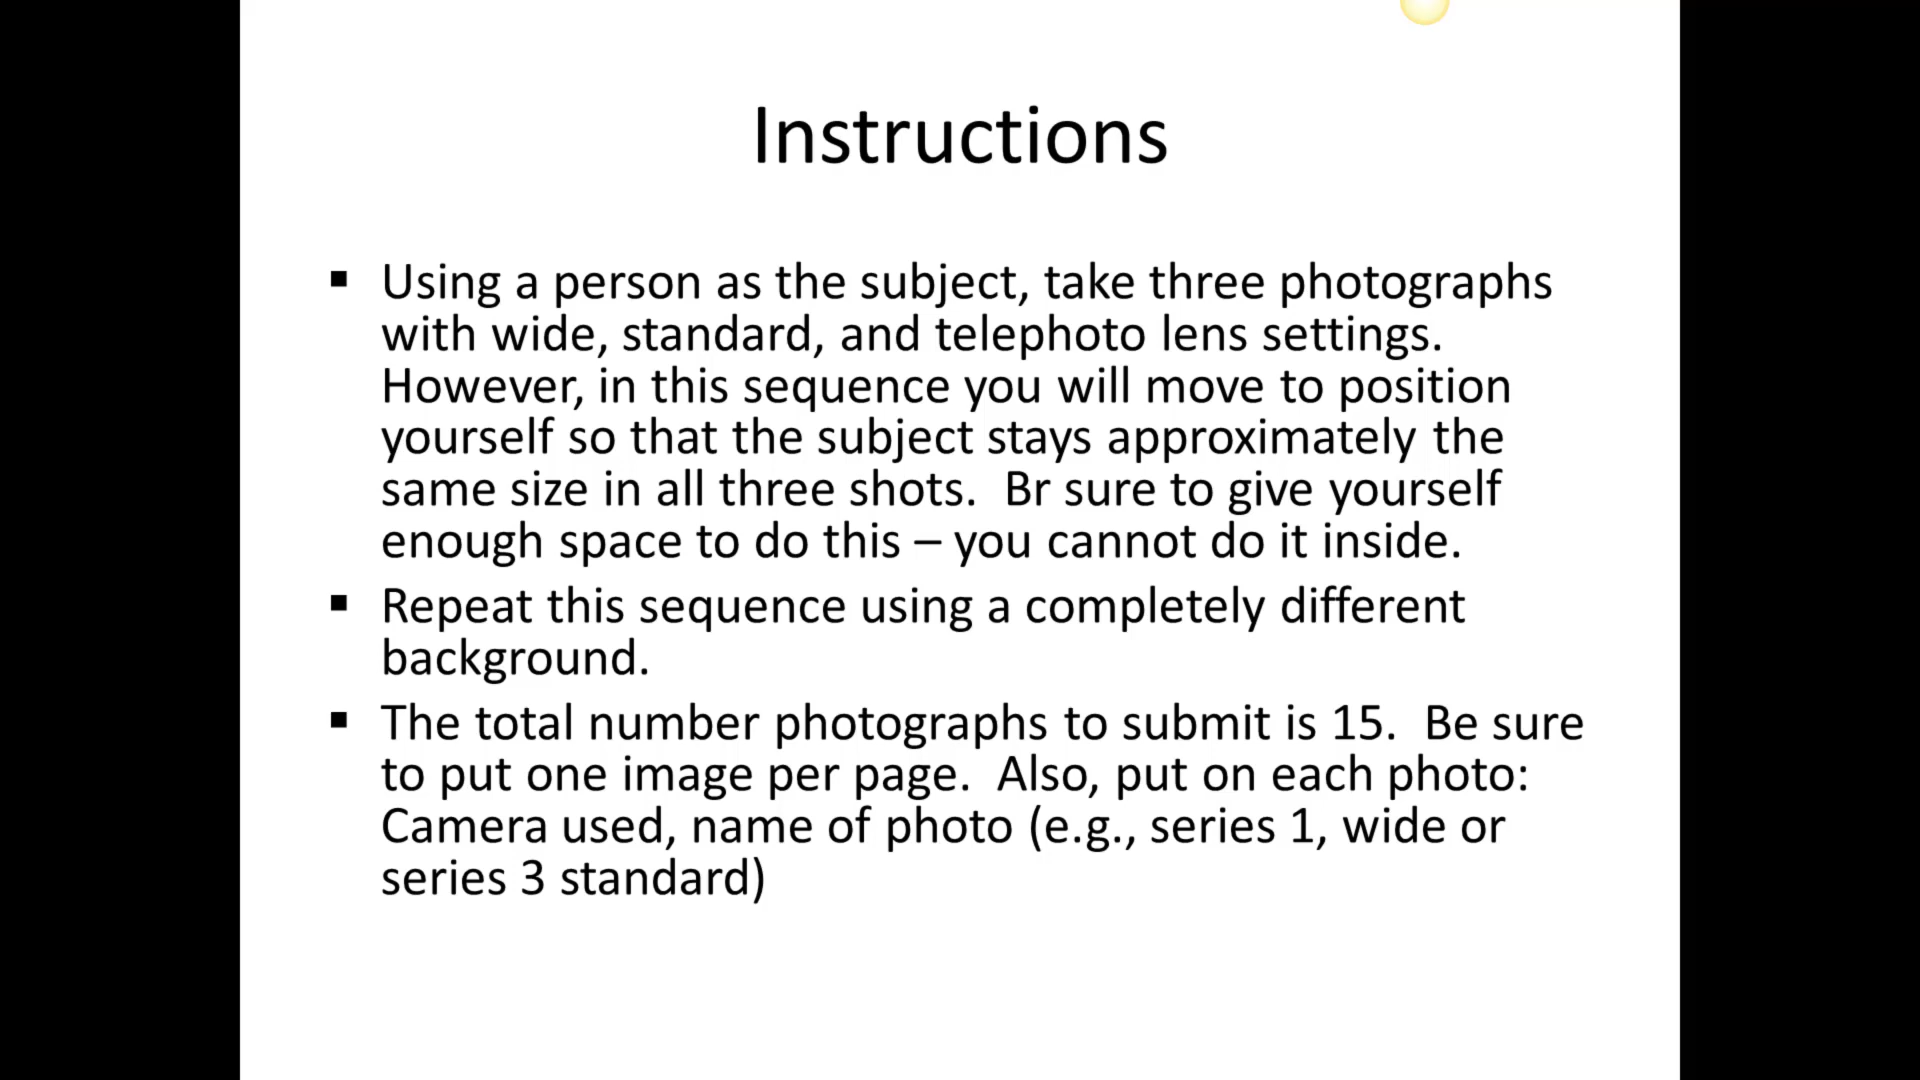 Instructions
▪ Using a person as the subject, take three photographs
with wide, standard, and telephoto lens settings.
However, in this sequence you will move to position
yourself so that the subject stays approximately the
same size in all three shots.  Br sure to give yourself
enough space to do this – you cannot do it inside.
▪ Repeat this sequence using a completely different
background.
▪ The total number photographs to submit is 15.  Be sure
to put one image per page.  Also, put on each photo:
Camera used, name of photo (e.g., series 1, wide or
series 3 standard)